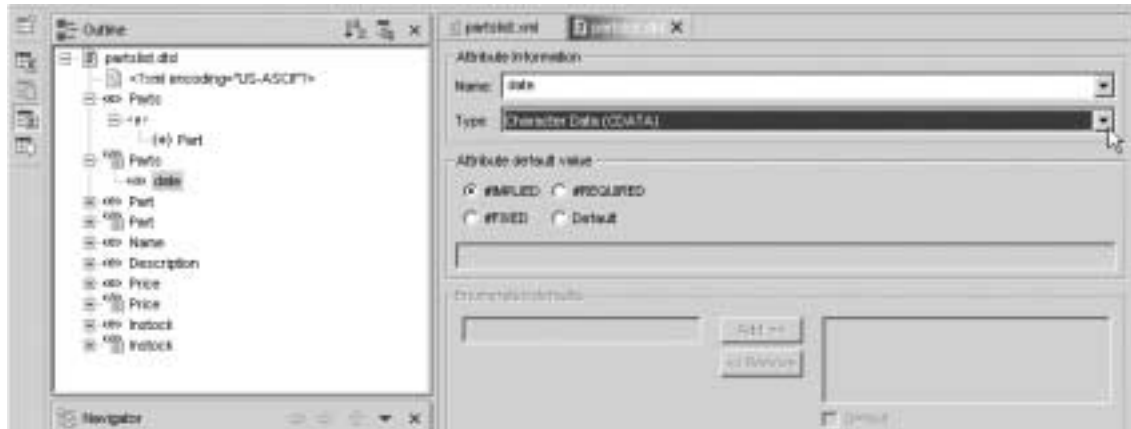 Outline
partslist.dtd
<?xml encoding="US-ASCII"?>
Parts
(+) Part
Parts
date
Part
Part
Name
Description
Price
Price
Instock
Instock
Navigator
partslist.xml
Attribute Information
Name: date
Type: Character Data (CDATA)
Attribute default value
#IMPLIED #REQUIRED
#FIXED Default
Add >>
<< Remove
Default